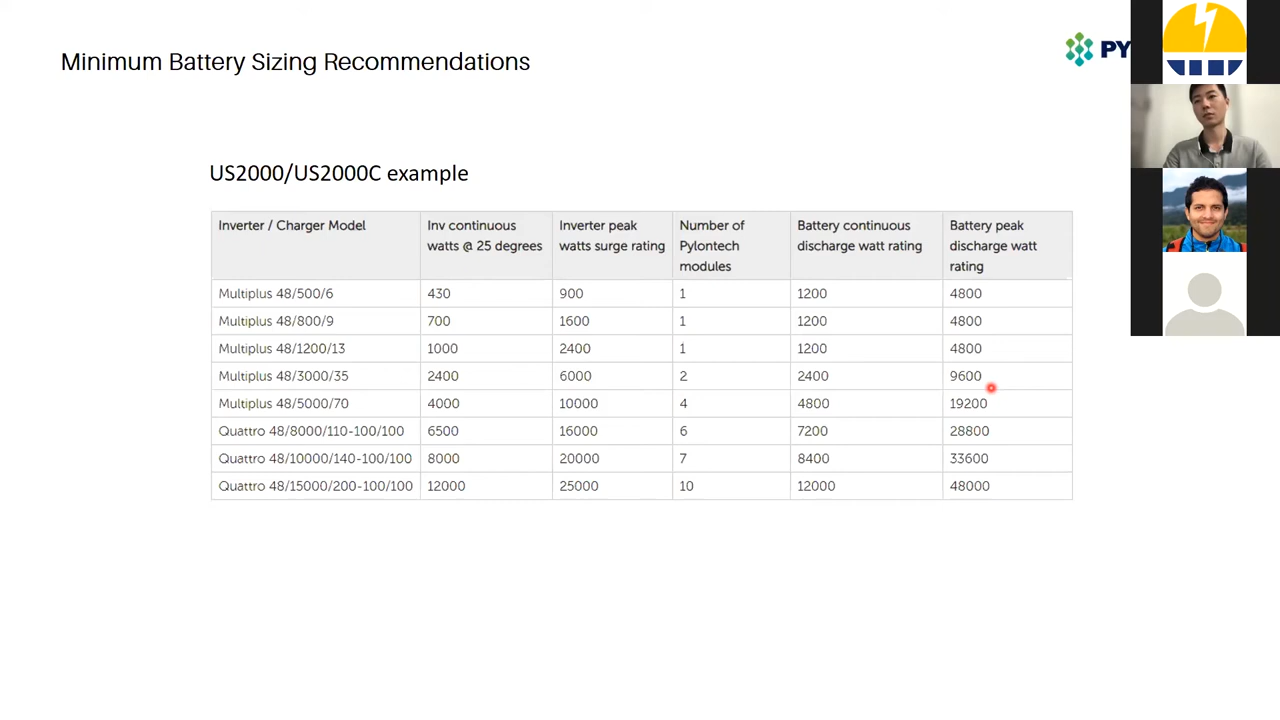 Minimum Battery Sizing Recommendations
PY
US2000/US2000C example
Inverter / Charger Model
Inv continuous
watts @ 25 degrees
Inverter peak
watts surge rating
Number of
Pylontech
modules
Battery continuous
discharge watt rating
Battery peak
discharge watt
rating
Multiplus 48/500/6 430 900 1 1200 4800
Multiplus 48/800/9 700 1600 1 1200 4800
Multiplus 48/1200/13 1000 2400 1 1200 4800
Multiplus 48/3000/35 2400 6000 2 2400 9600
Multiplus 48/5000/70 4000 10000 4 4800 19200
Quattro 48/8000/110-100/100 6500 16000 6 7200 28800
Quattro 48/10000/140-100/100 8000 20000 7 8400 33600
Quattro 48/15000/200-100/100 12000 25000 10 12000 48000